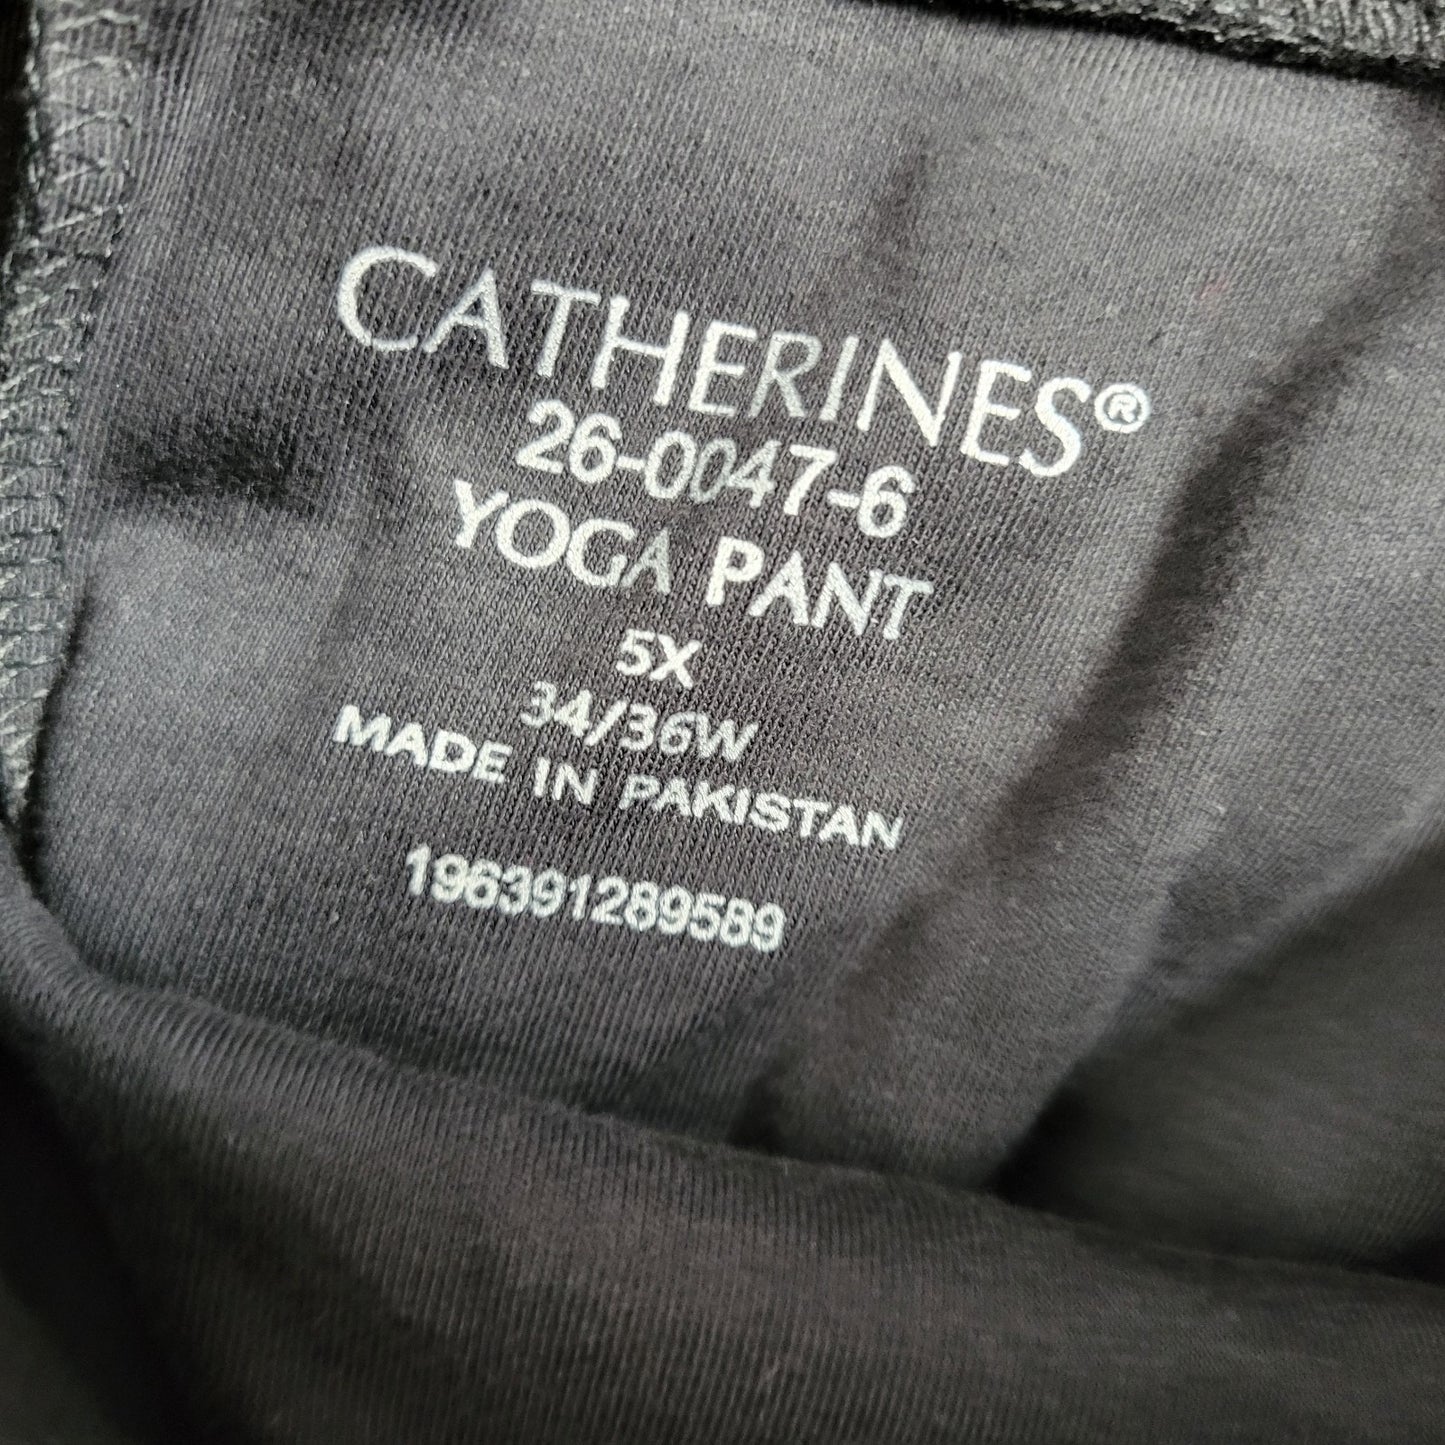 CATHERINES®
26-0047-6
YOGA PANT
5X
34/36W
MADE IN PAKISTAN
196391289589